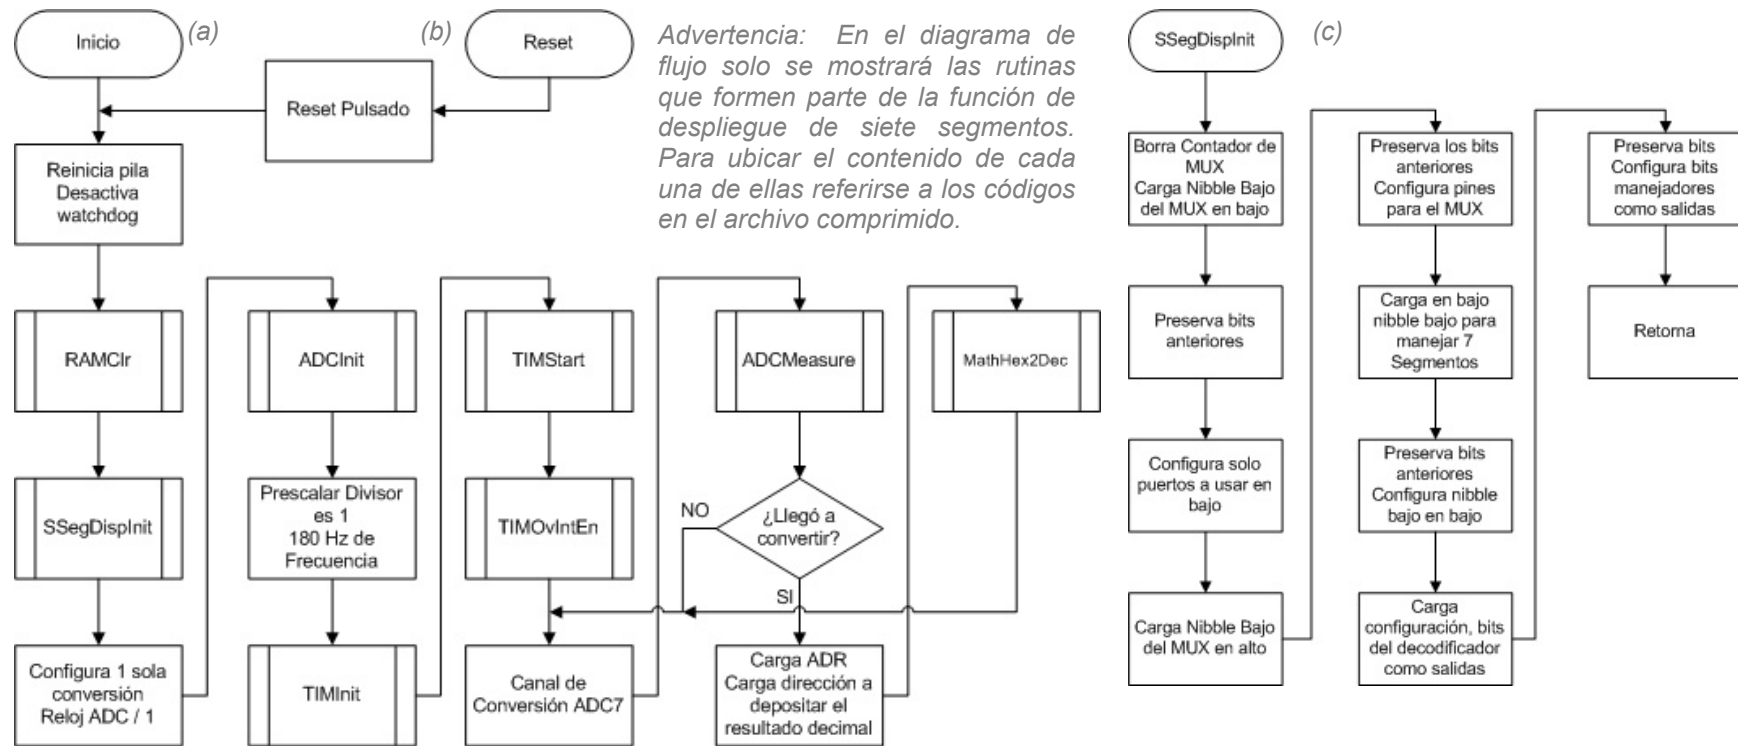 Inicio
(a)
(b)
Reset
Reset Pulsado
Advertencia: En el diagrama de
flujo solo se mostrará las rutinas
que formen parte de la función de
despliegue de siete segmentos.
Para ubicar el contenido de cada
una de ellas referirse a los códigos
en el archivo comprimido.
Reinicia pila
Desactiva
watchdog
RAMClr
SSegDispInit
Configura 1 sola
conversión
Reloj ADC / 1
ADCInit
Prescalar Divisor
es 1
180 Hz de
Frecuencia
TIMInit
TIMStart
TIMOvIntEn
Canal de
Conversión ADC7
ADCMeasure
¿Llegó a
convertir?
NO
SI
Carga ADR
Carga dirección a
depositar el
resultado decimal
MathHex2Dec
SSegDispInit
(c)
Borra Contador de
MUX
Carga Nibble Bajo
del MUX en bajo
Preserva bits
anteriores
Configura solo
puertos a usar en
bajo
Carga Nibble Bajo
del MUX en alto
Preserva los bits
anteriores
Configura pines
para el MUX
Carga en bajo
nibble bajo para
manejar 7
Segmentos
Preserva bits
anteriores
Configura nibble
bajo en bajo
Carga
configuración, bits
del decodificador
como salidas
Preserva bits
Configura bits
manejadores
como salidas
Retorna